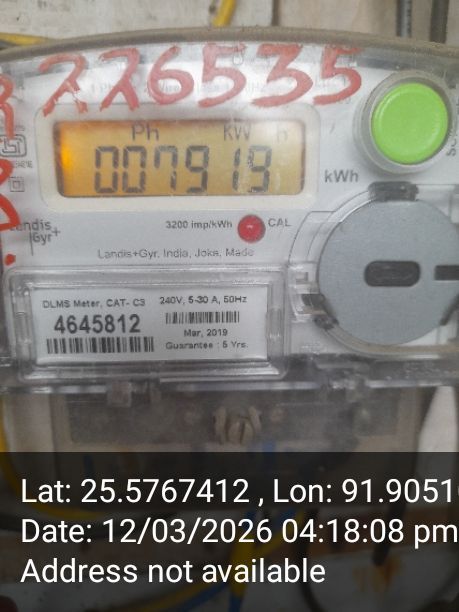 226535
Ph kW h
007913
kWh
Landis
Gyr+
3200 imp/kWh CAL
Landis+Gyr, India, Joka, Made
DLMS Meter, CAT- C3 240V, 5-30 A, 50Hz
4645812
Mar, 2019
Guarantee : 5 Yrs.
Lat: 25.5767412 , Lon: 91.9051
Date: 12/03/2026 04:18:08 pm
Address not available